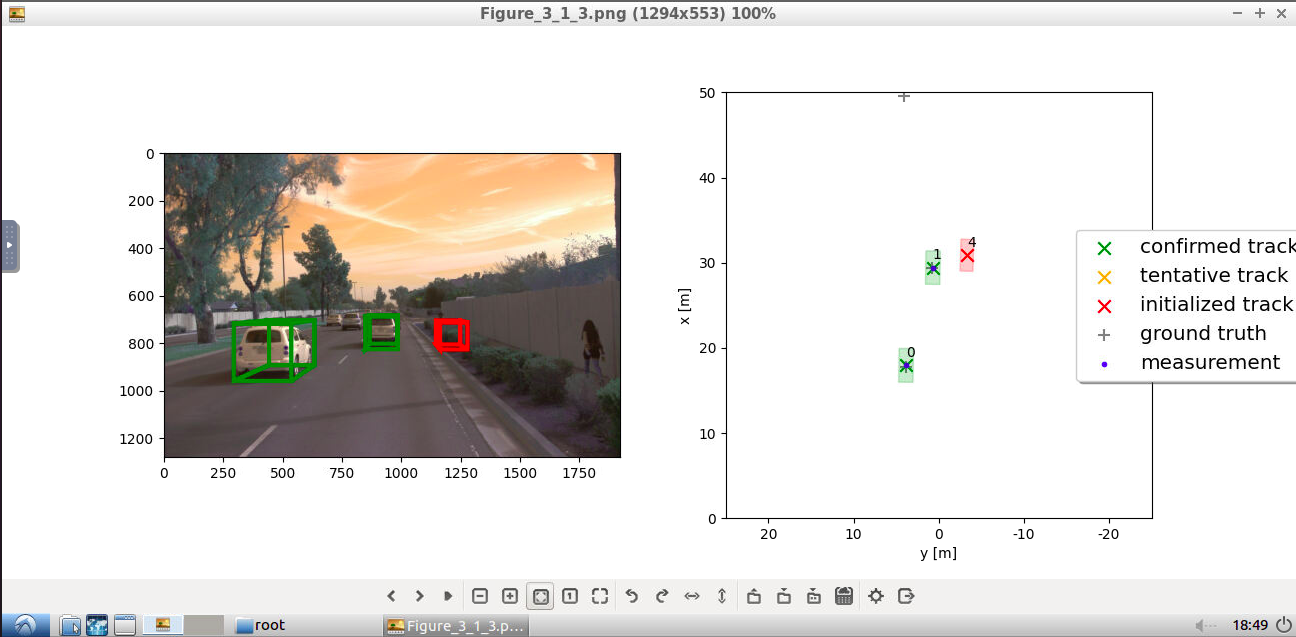 Figure_3_1_3.png (1294x553) 100%
0
200
400
600
800
1000
1200
0 250 500 750 1000 1250 1500 1750
50
40
30
20
10
0
x [m]
1
4
0
20 10 0 -10 -20
y [m]
confirmed track
tentative track
initialized track
ground truth
measurement
root
Figure_3_1_3.p...
18:49